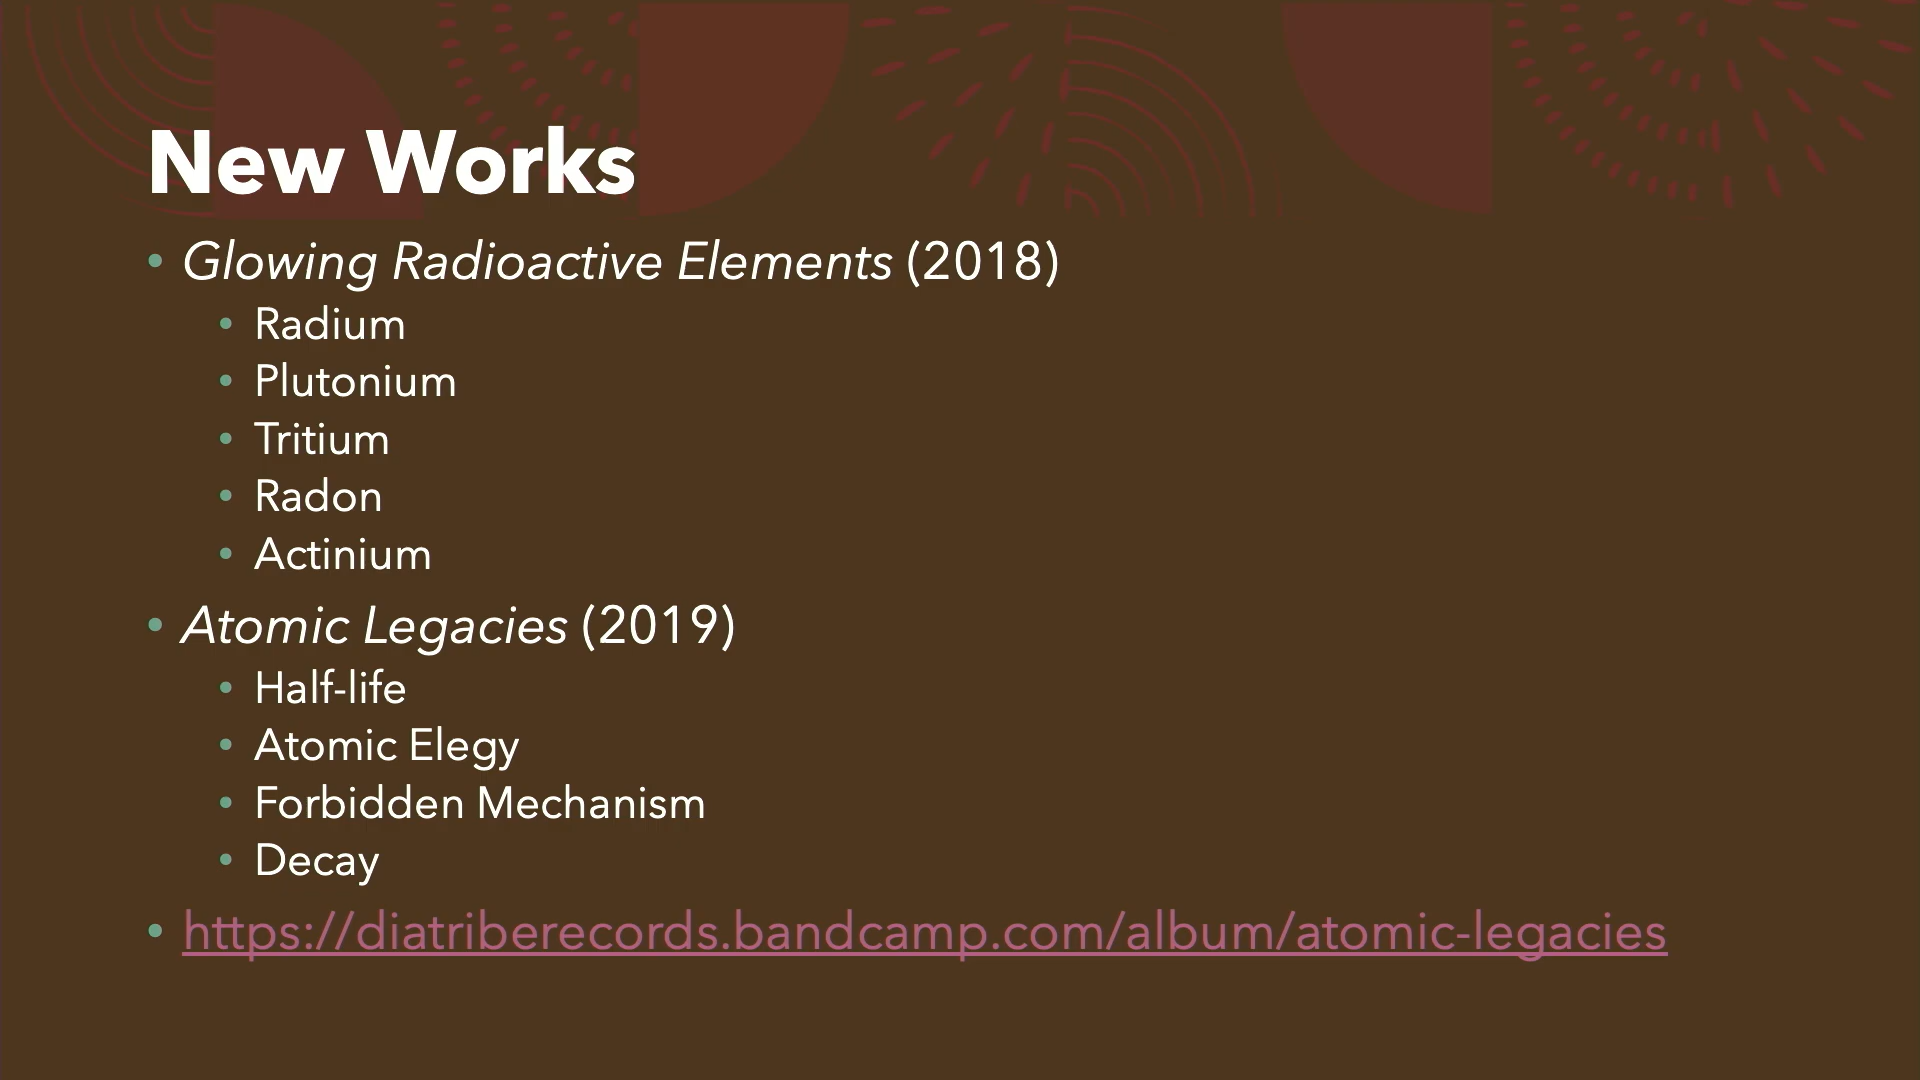 New Works
• Glowing Radioactive Elements (2018)
• Radium
• Plutonium
• Tritium
• Radon
• Actinium
• Atomic Legacies (2019)
• Half-life
• Atomic Elegy
• Forbidden Mechanism
• Decay
• https://diatriberecords.bandcamp.com/album/atomic-legacies